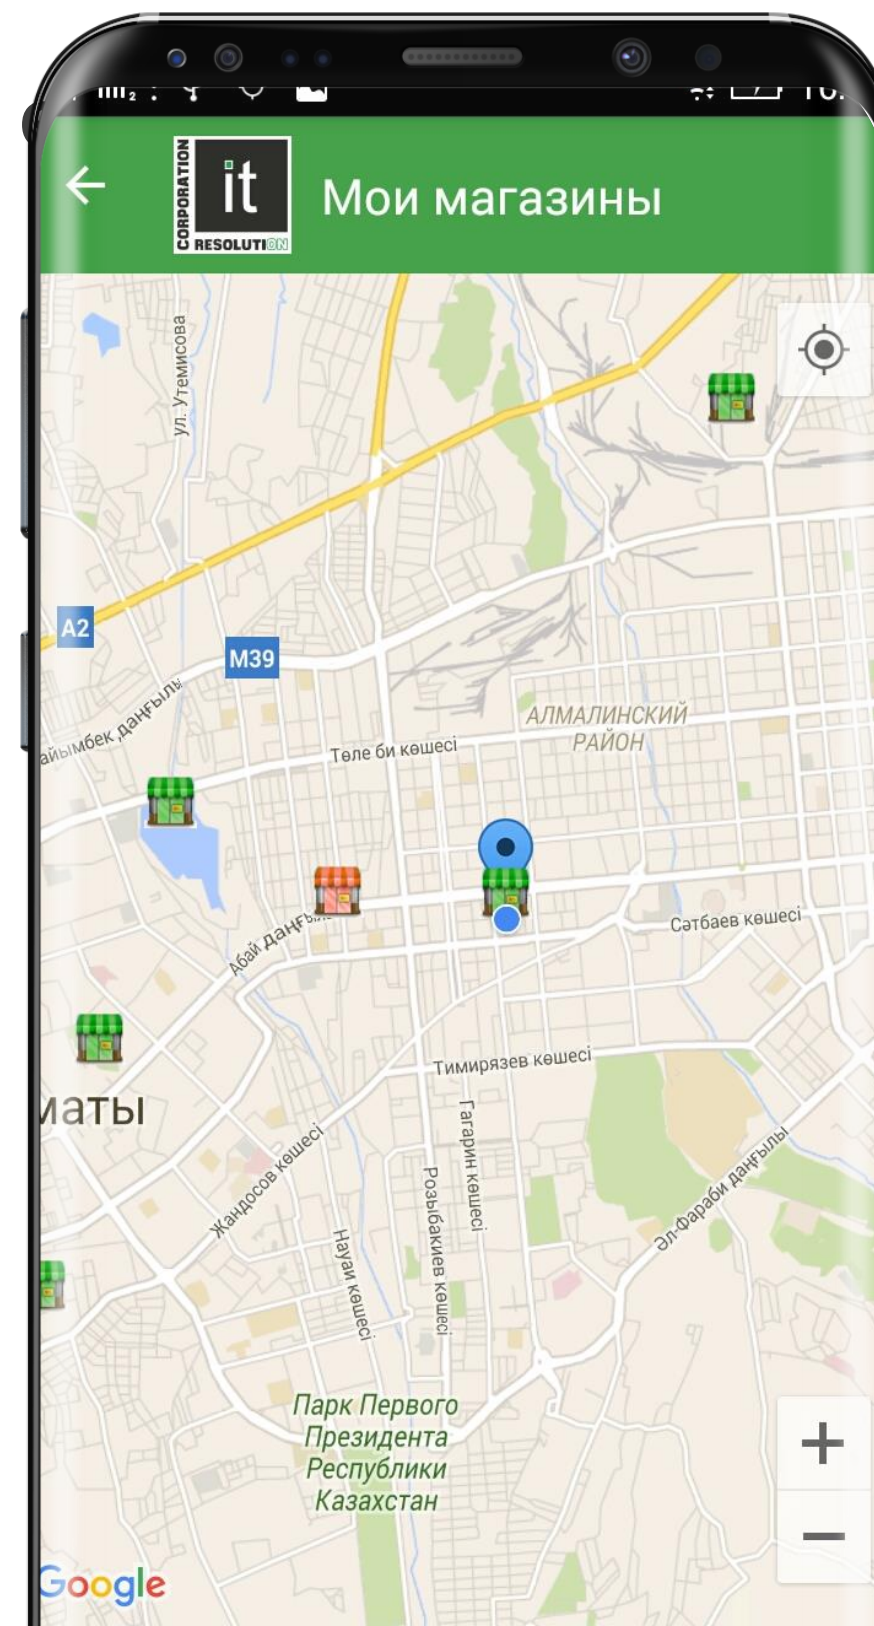 CORPORATION
it
RESOLUTION
Мои магазины
ул. Утемисова
A2
M39
айымбек даңғылы
АЛМАЛИНСКИЙ
РАЙОН
Төле би көшесі
Абай даңғылы
Сәтбаев көшесі
Тимирязев көшесі
маты
Гагарин көшесі
Жандосов көшесі
Розыбакиев көшесі
Әл-Фараби даңғылы
Науаи көшесі
Парк Первого
Президента
Республики
Казахстан
Google